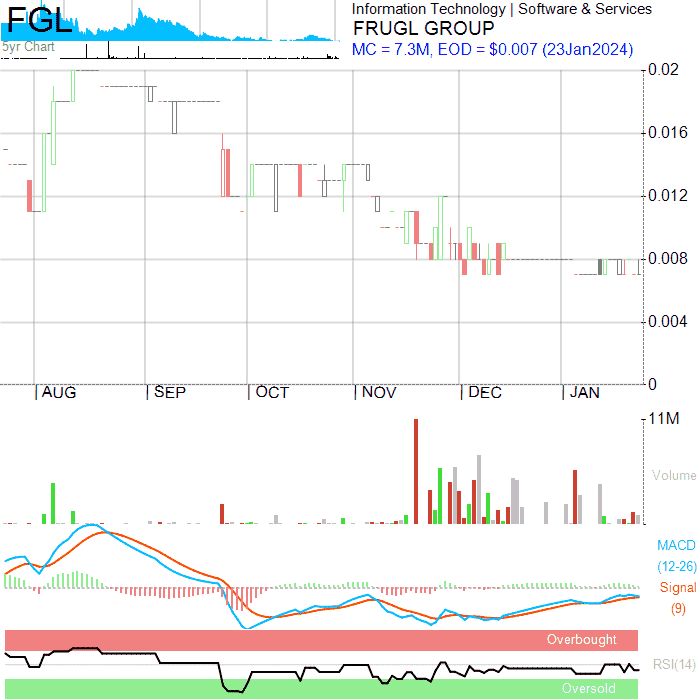 FGL
5yr Chart
Information Technology | Software & Services
FRUGL GROUP
MC = 7.3M, EOD = $0.007 (23Jan2024)
0.02
0.016
0.012
0.008
0.004
0
AUG SEP OCT NOV DEC JAN
11M
Volume
MACD
(12-26)
Signal
(9)
Overbought
RSI(14)
Oversold